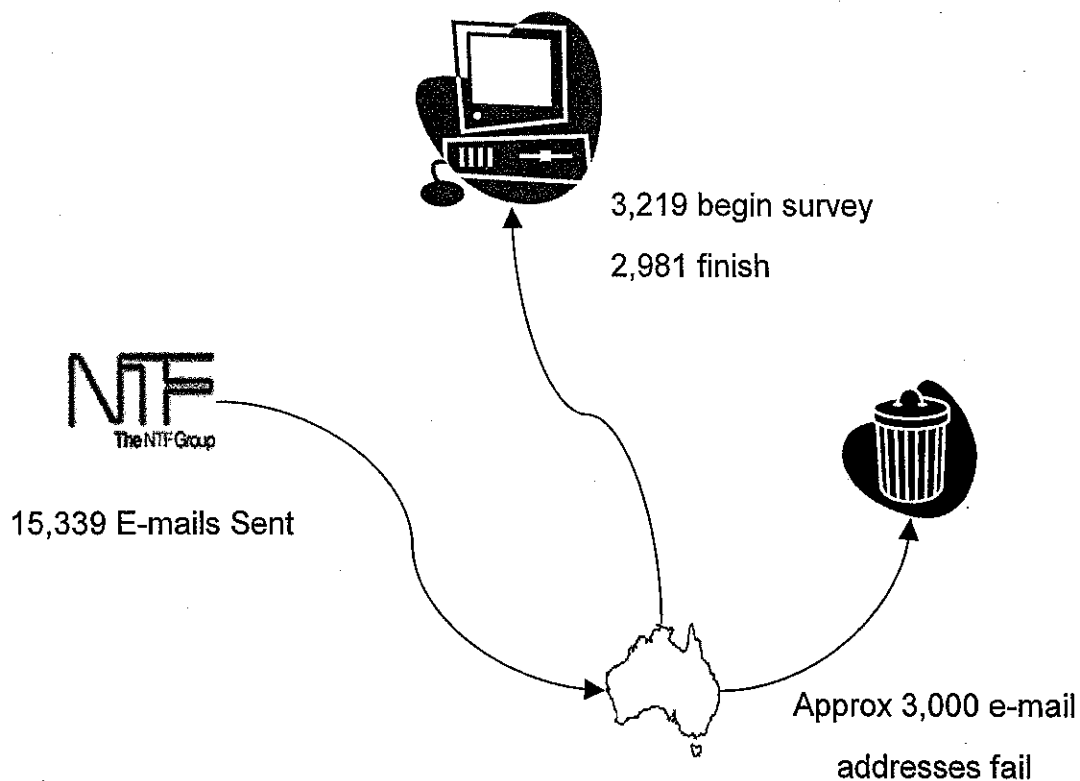 3,219 begin survey
2,981 finish
NTF
The NTF Group
15,339 E-mails Sent
Approx 3,000 e-mail
addresses fail